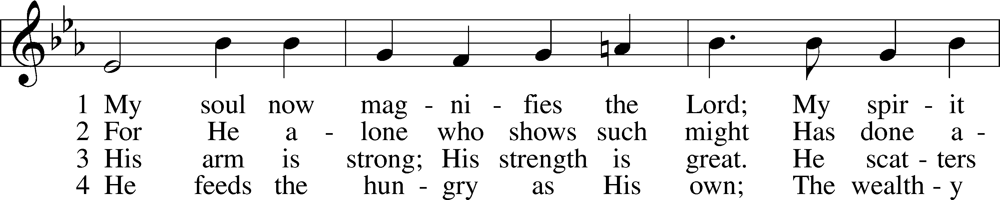 1 My soul now mag - ni - fies the Lord; My spir - it
2 For He a - lone who shows such might Has done a -
3 His arm is strong; His strength is great. He scat - ters
4 He feeds the hun - gry as His own; The wealth - y